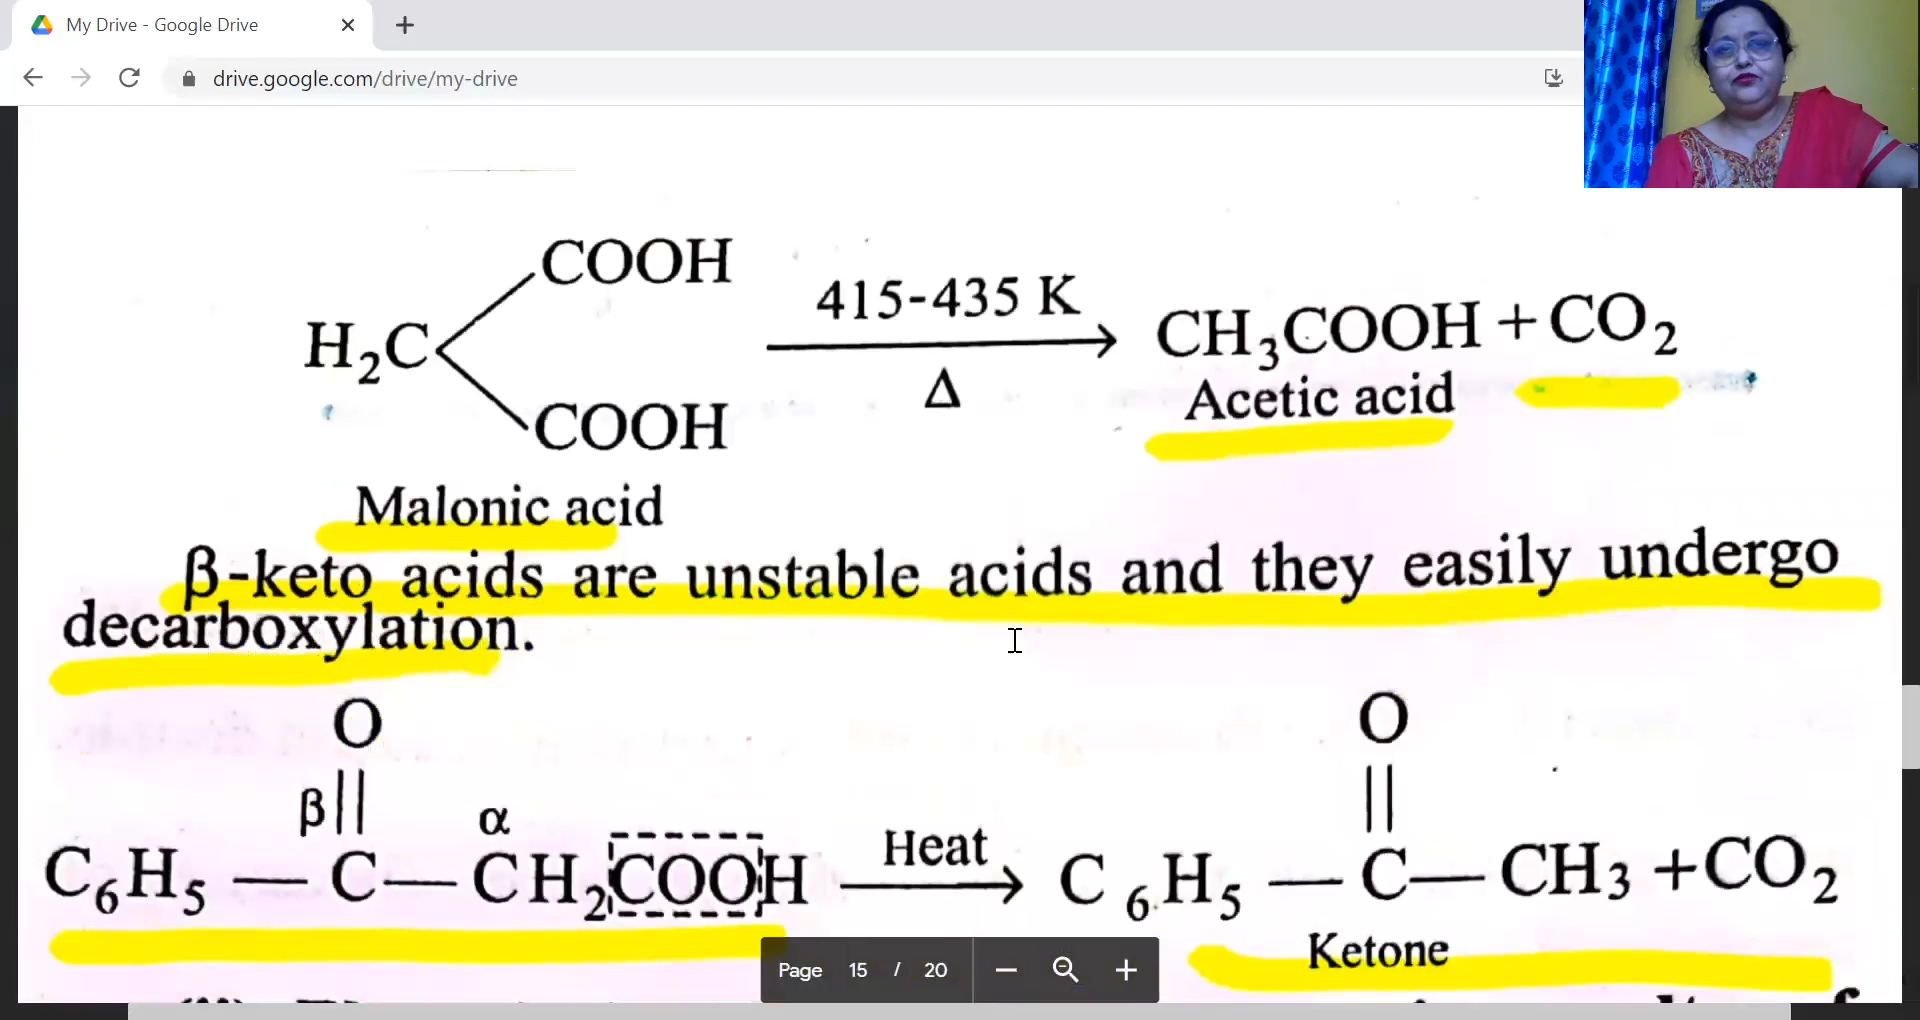 My Drive - Google Drive
drive.google.com/drive/my-drive
COOH
415-435 K
H₂C
CH₃COOH + CO₂
Δ
Acetic acid
COOH
Malonic acid
β-keto acids are unstable acids and they easily undergo
decarboxylation.
O
O
β||
α
||
C₆H₅ — C — CH₂COOH
Heat
C₆H₅ — C — CH₃ + CO₂
Ketone
Page 15 / 20